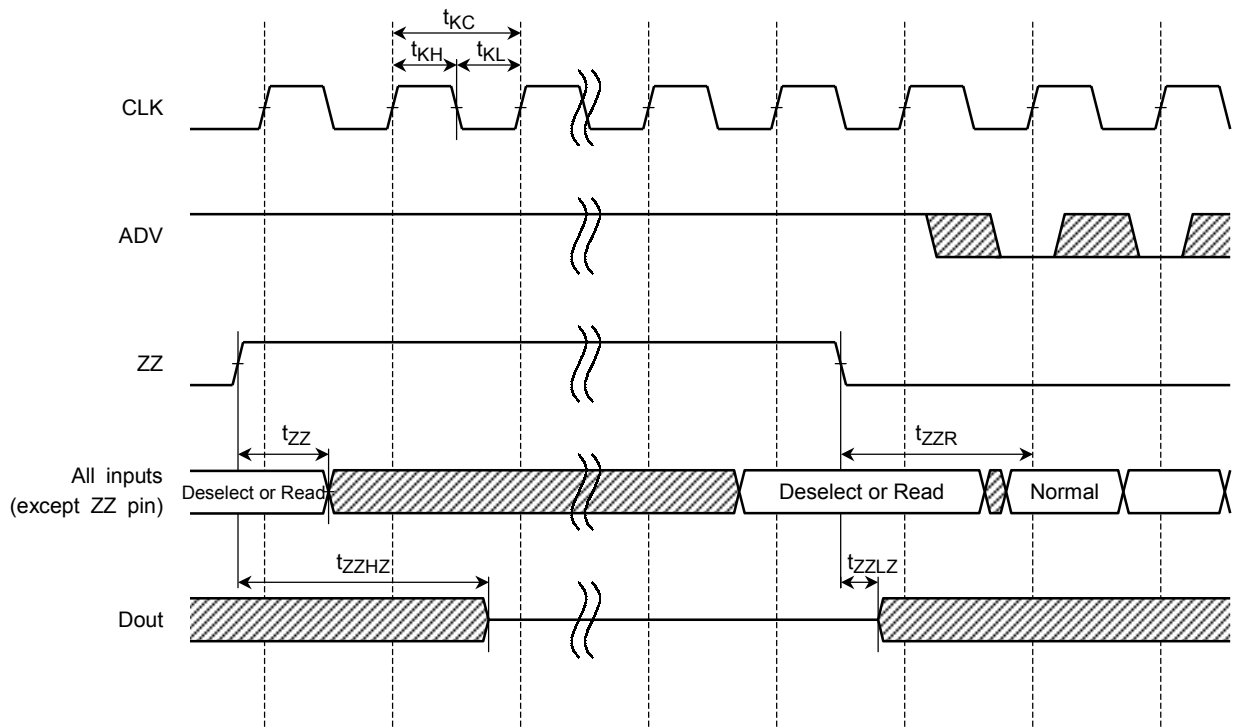 tKC
tKH tKL
CLK
ADV
ZZ
tZZ tZZR
All inputs
(except ZZ pin)
Deselect or Read Deselect or Read Normal
tZZHZ tZZLZ
Dout